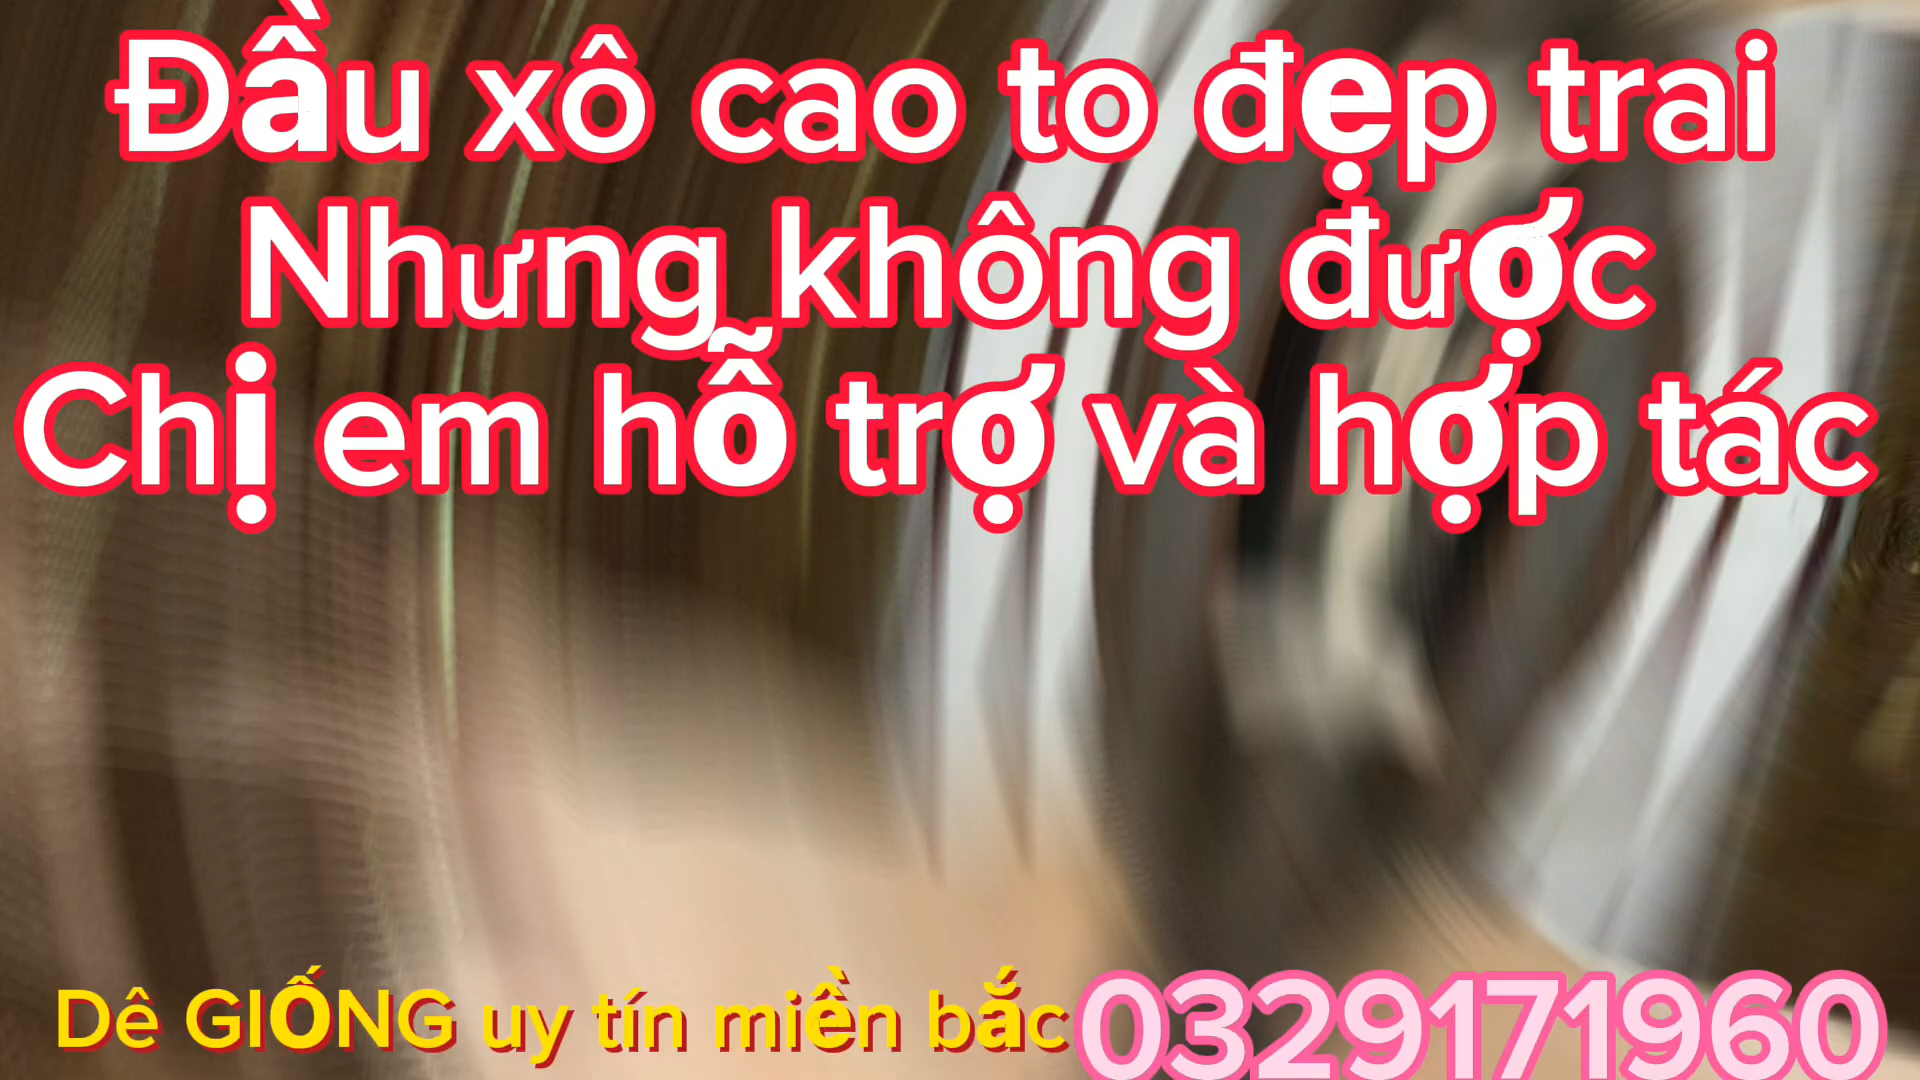 Đầu xô cao to đẹp trai
Nhưng không được
Chị em hỗ trợ và hợp tác
Dê GIỐNG uy tín miền bắc 0329171960